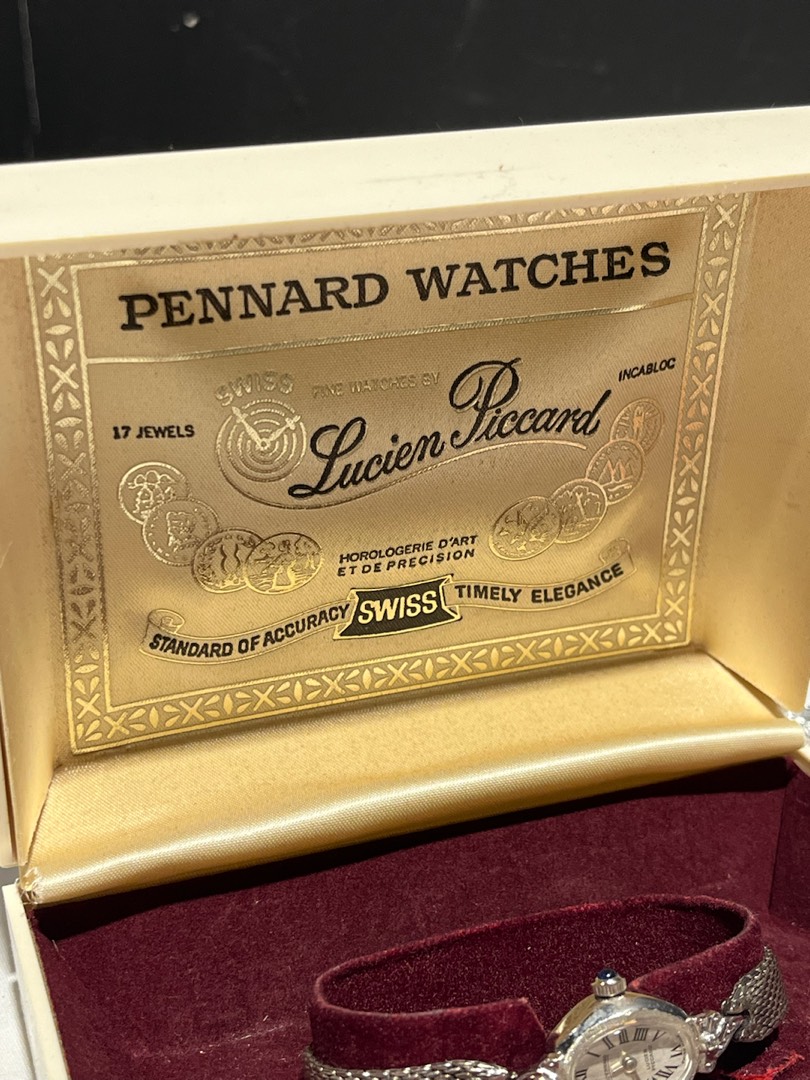 PENNARD WATCHES
SWISS
FINE WATCHES BY
INCABLOC
17 JEWELS
Lucien Piccard
HOROLOGERIE D'ART
ET DE PRECISION
STANDARD OF ACCURACY SWISS TIMELY ELEGANCE